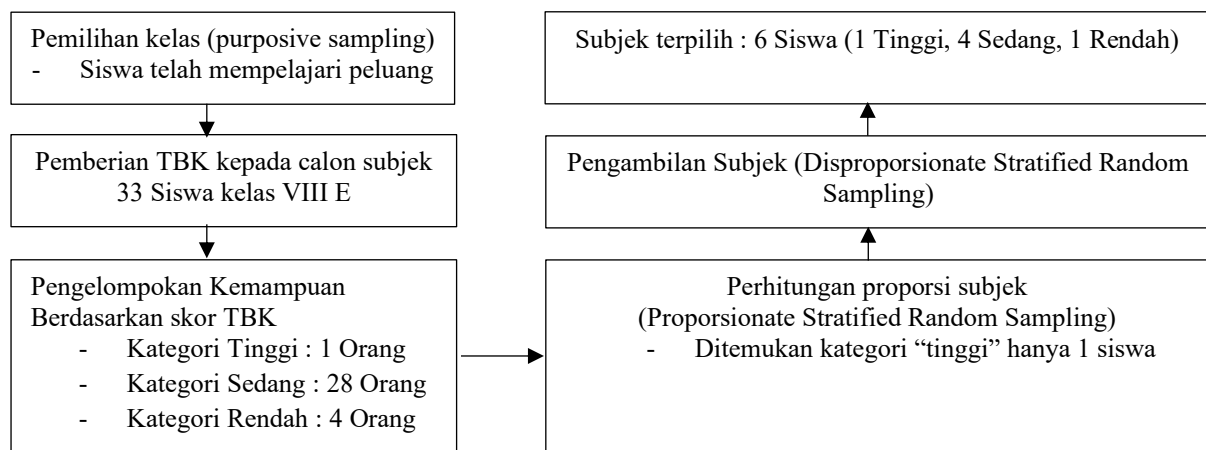 Pemilihan kelas (purposive sampling)
- Siswa telah mempelajari peluang
Pemberian TBK kepada calon subjek
33 Siswa kelas VIII E
Pengelompokan Kemampuan
Berdasarkan skor TBK
- Kategori Tinggi : 1 Orang
- Kategori Sedang : 28 Orang
- Kategori Rendah : 4 Orang
Perhitungan proporsi subjek
(Proporsionate Stratified Random Sampling)
- Ditemukan kategori “tinggi” hanya 1 siswa
Pengambilan Subjek (Disproporsionate Stratified Random
Sampling)
Subjek terpilih : 6 Siswa (1 Tinggi, 4 Sedang, 1 Rendah)